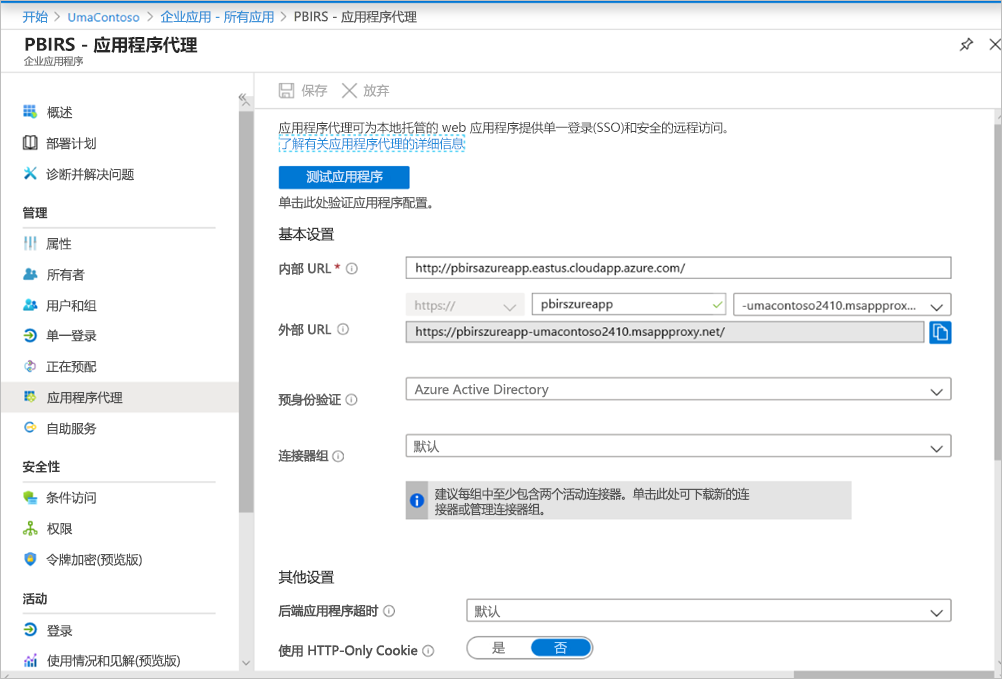 开始 > UmaContoso > 企业应用 - 所有应用 > PBIRS - 应用程序代理
PBIRS - 应用程序代理
企业应用程序
概述
部署计划
诊断并解决问题
管理
属性
所有者
用户和组
单一登录
正在预配
应用程序代理
自助服务
安全性
条件访问
权限
令牌加密(预览版)
活动
登录
使用情况和见解(预览版)
保存 放弃
应用程序代理可为本地托管的 web 应用程序提供单一登录(SSO)和安全的远程访问。
了解有关应用程序代理的详细信息
测试应用程序
单击此处验证应用程序配置。
基本设置
内部 URL * http://pbirsazureapp.eastus.cloudapp.azure.com/
https:// pbirszureapp -umacontoso2410.msappprox...
外部 URL https://pbirszureapp-umacontoso2410.msappproxy.net/
预身份验证 Azure Active Directory
连接器组 默认
建议每组中至少包含两个活动连接器。单击此处可下载新的连
接器或管理连接器组。
其他设置
后端应用程序超时 默认
使用 HTTP-Only Cookie 是 否